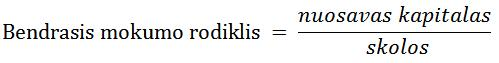 Bendrasis mokumo rodiklis = nuosavas kapitalas
skolos